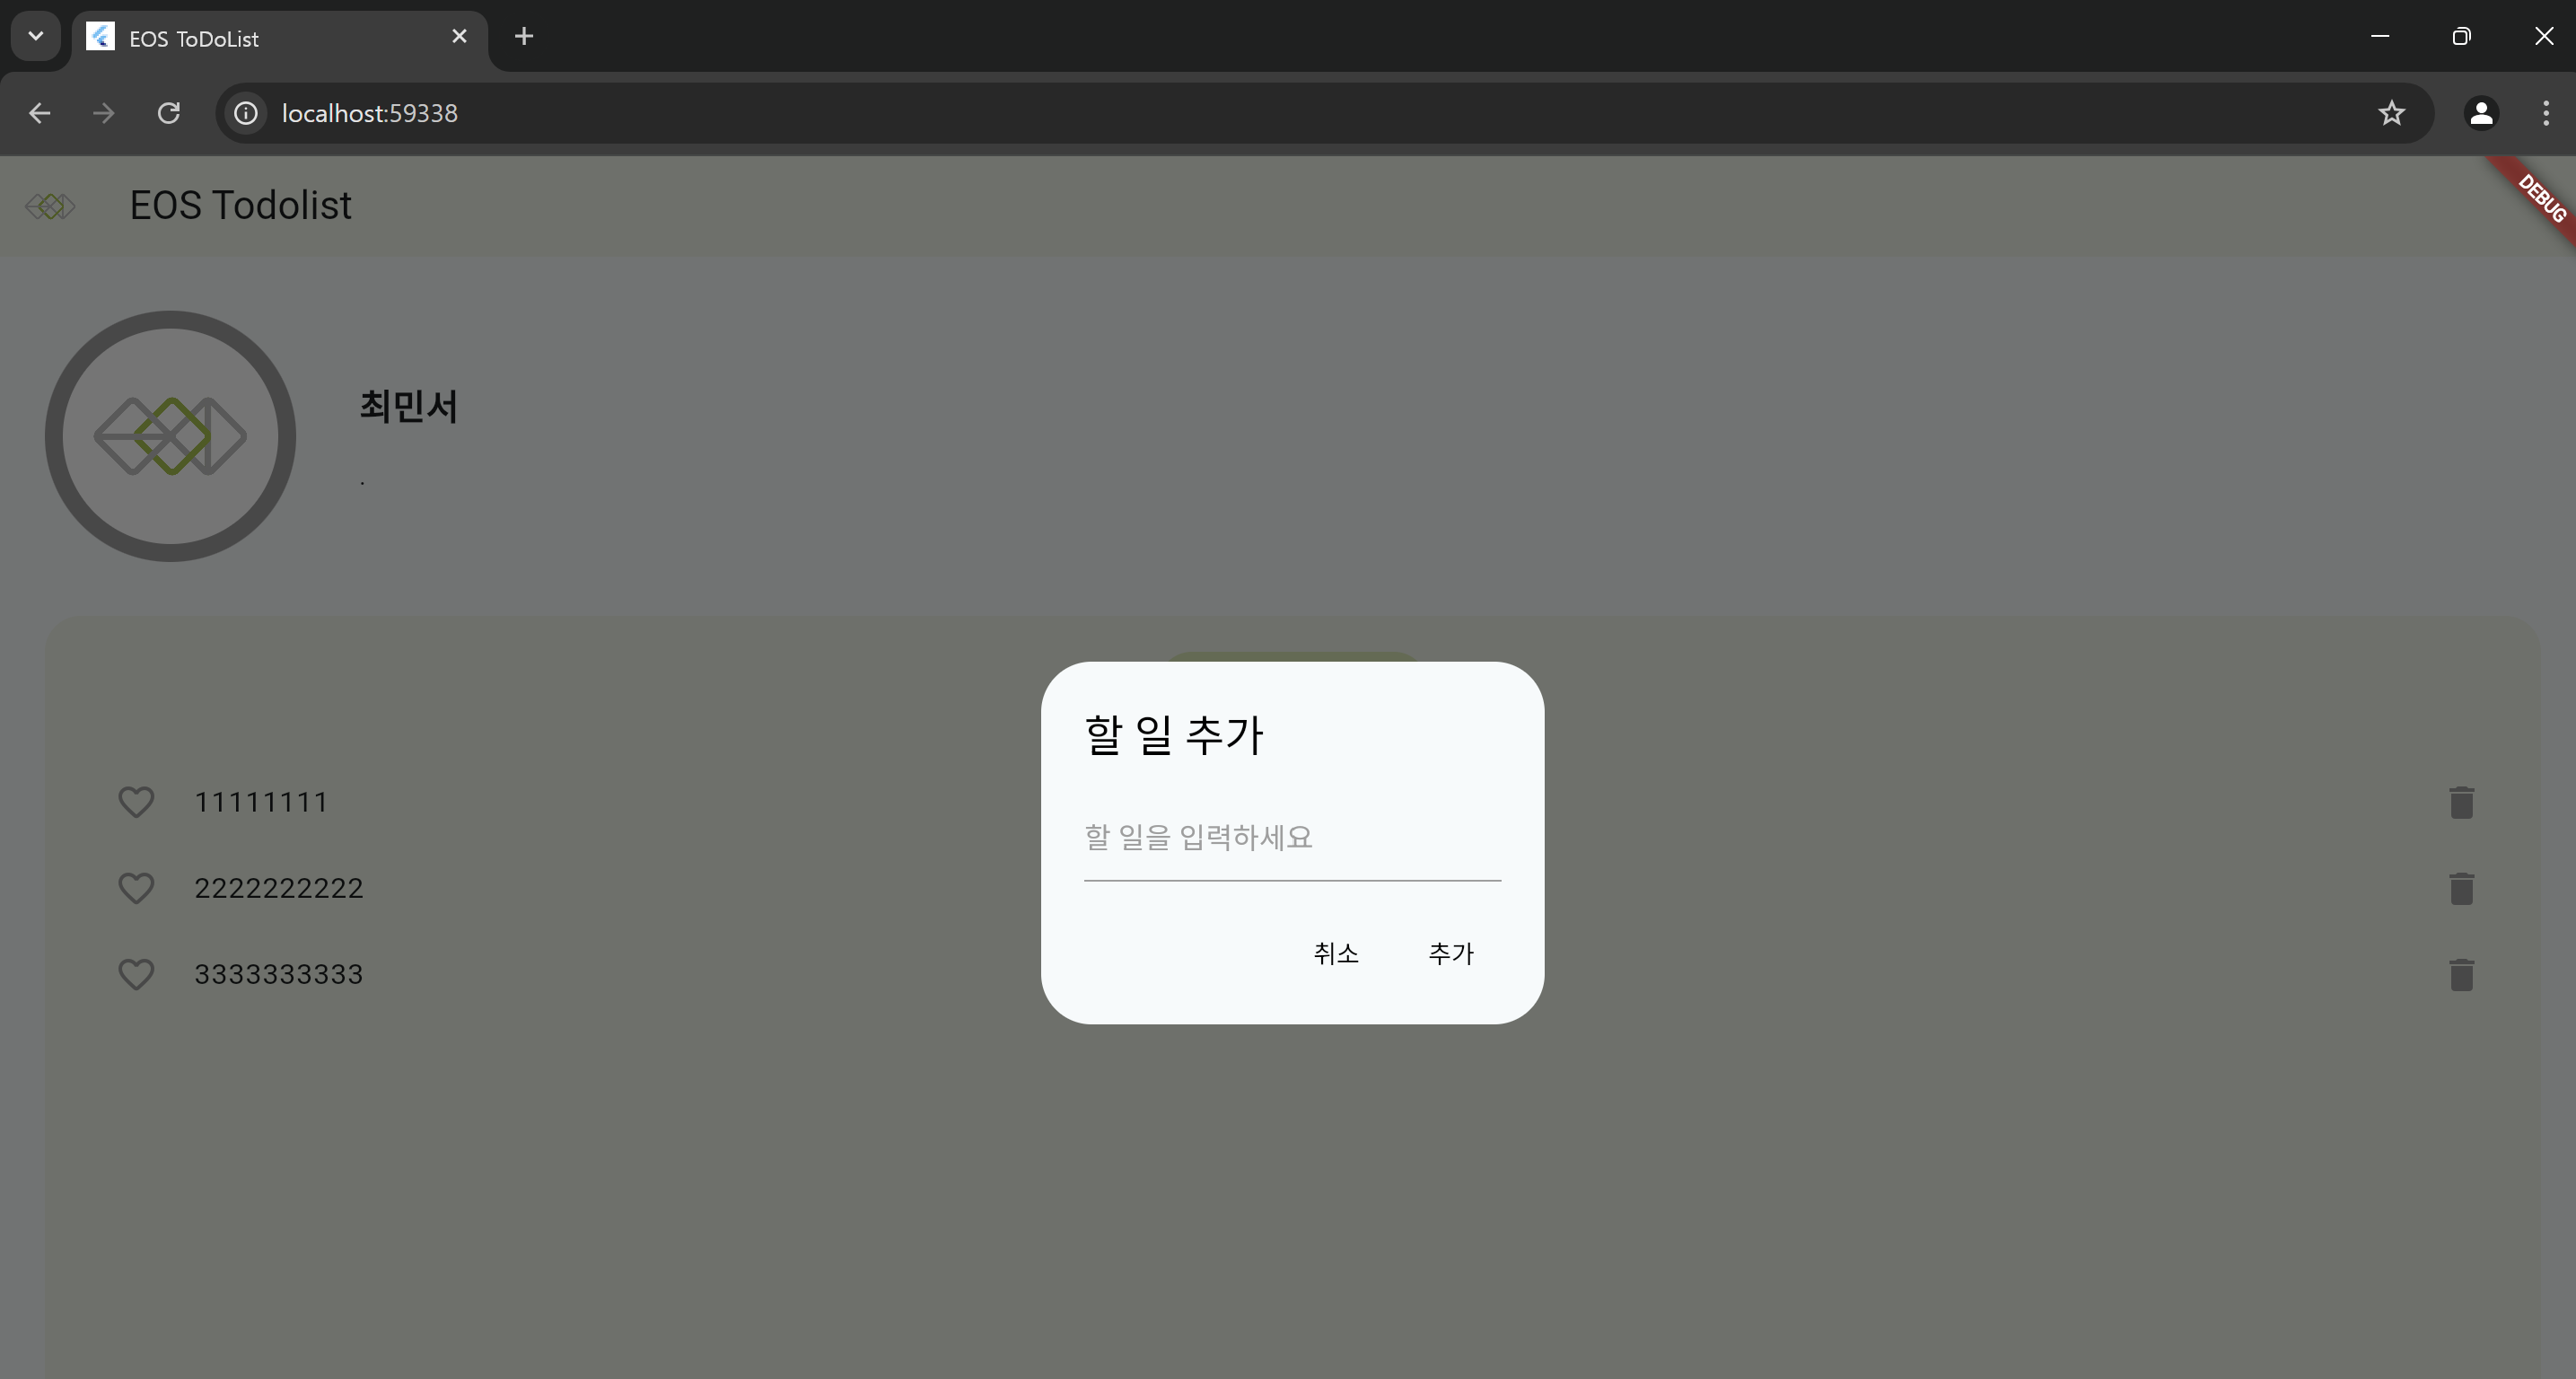 EOS ToDoList
localhost:59338
EOS Todolist
DEBUG
최민서
.
할 일 추가
할 일을 입력하세요
취소 추가
11111111
2222222222
3333333333